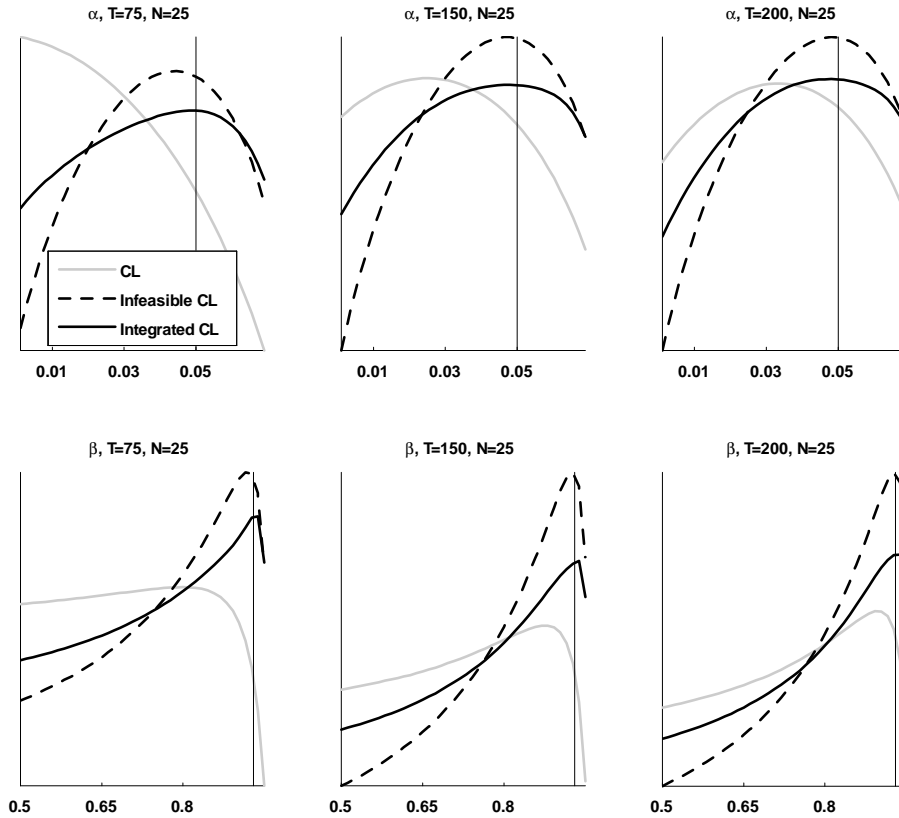 α, T=75, N=25
α, T=150, N=25
α, T=200, N=25
CL
Infeasible CL
Integrated CL
0.01 0.03 0.05
0.01 0.03 0.05
0.01 0.03 0.05
β, T=75, N=25
β, T=150, N=25
β, T=200, N=25
0.5 0.65 0.8
0.5 0.65 0.8
0.5 0.65 0.8